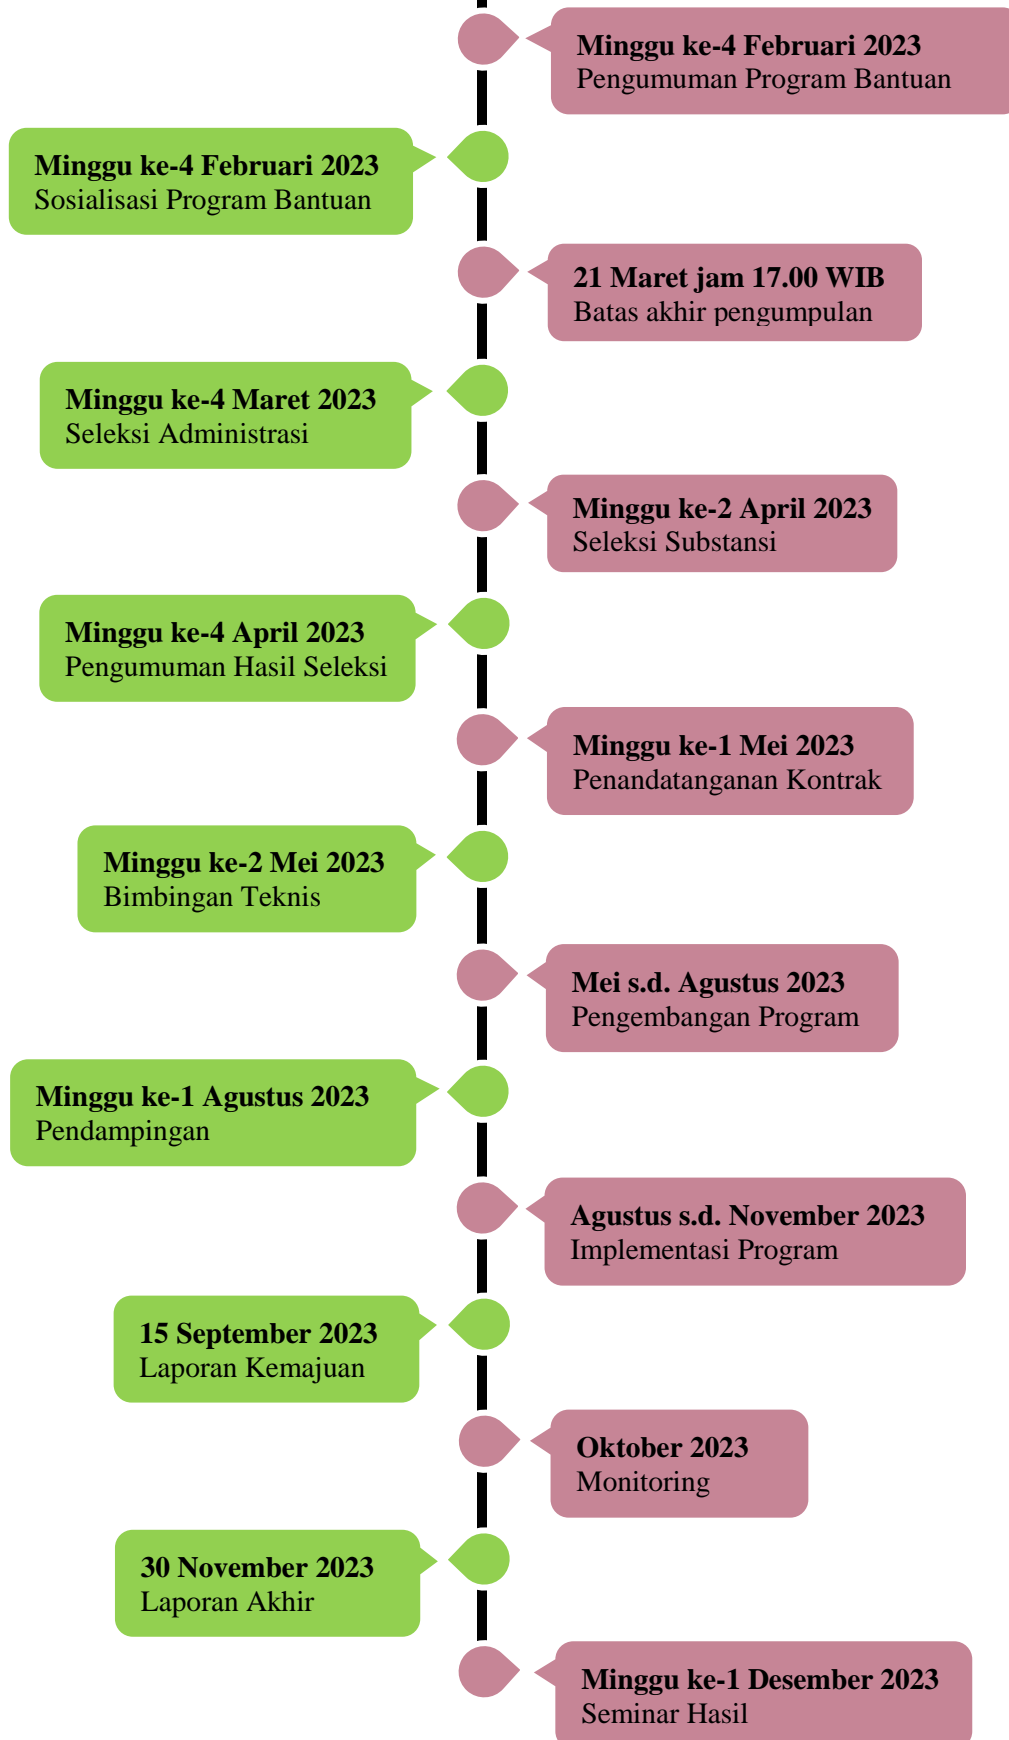 Minggu ke-4 Februari 2023
Pengumuman Program Bantuan
Minggu ke-4 Februari 2023
Sosialisasi Program Bantuan
21 Maret jam 17.00 WIB
Batas akhir pengumpulan
Minggu ke-4 Maret 2023
Seleksi Administrasi
Minggu ke-2 April 2023
Seleksi Substansi
Minggu ke-4 April 2023
Pengumuman Hasil Seleksi
Minggu ke-1 Mei 2023
Penandatanganan Kontrak
Minggu ke-2 Mei 2023
Bimbingan Teknis
Mei s.d. Agustus 2023
Pengembangan Program
Minggu ke-1 Agustus 2023
Pendampingan
Agustus s.d. November 2023
Implementasi Program
15 September 2023
Laporan Kemajuan
Oktober 2023
Monitoring
30 November 2023
Laporan Akhir
Minggu ke-1 Desember 2023
Seminar Hasil